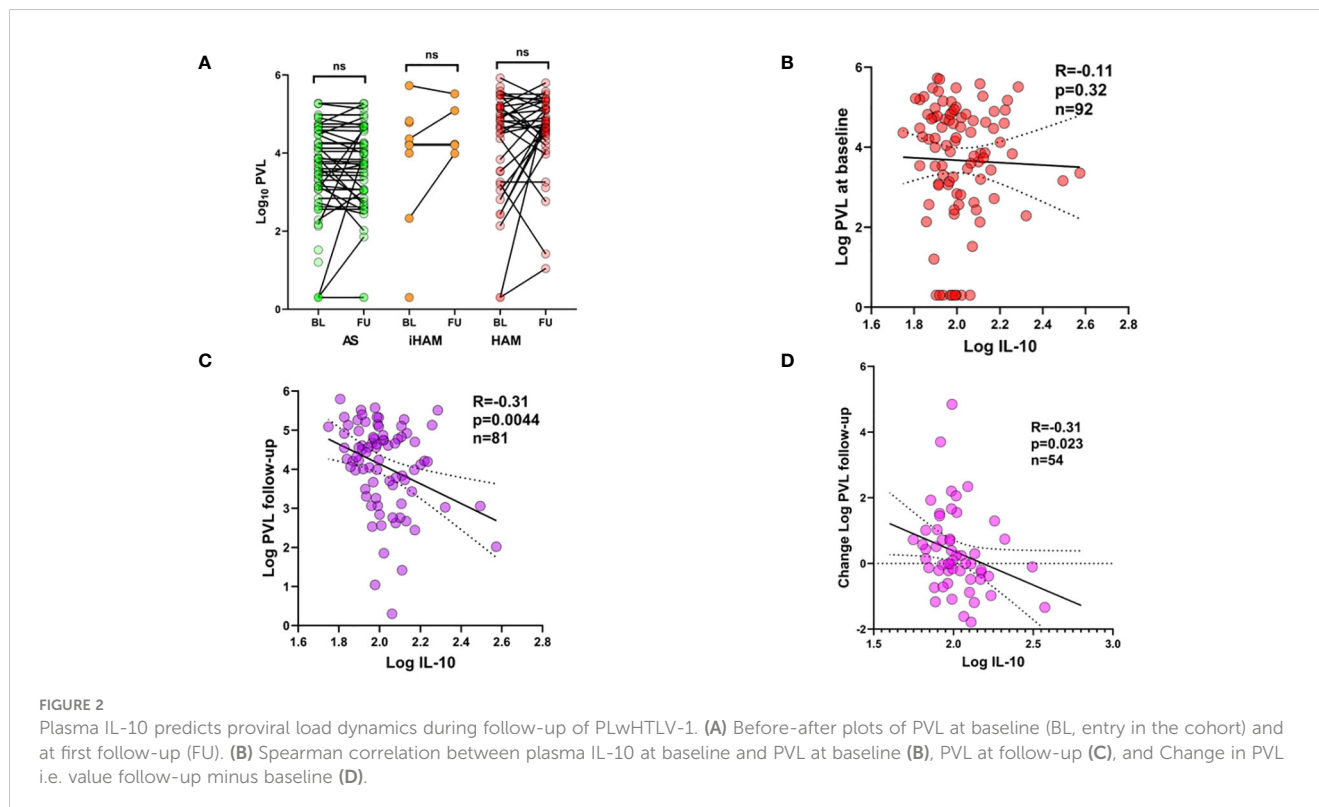 A
ns
ns
ns
6
4
2
0
Log10 PVL
BL
FU
BL
FU
BL
FU
AS
iHAM
HAM
B
R=-0.11
p=0.32
n=92
6
4
2
0
Log PVL at baseline
1.6
1.8
2.0
2.2
2.4
2.6
2.8
Log IL-10
C
R=-0.31
p=0.0044
n=81
6
5
4
3
2
1
0
Log PVL follow-up
1.6
1.8
2.0
2.2
2.4
2.6
2.8
Log IL-10
D
R=-0.31
p=0.023
n=54
6
4
2
0
-2
Change Log PVL follow-up
1.5
2.0
2.5
3.0
Log IL-10
FIGURE 2
Plasma IL-10 predicts proviral load dynamics during follow-up of PLwHTLV-1. (A) Before-after plots of PVL at baseline (BL, entry in the cohort) and
at first follow-up (FU). (B) Spearman correlation between plasma IL-10 at baseline and PVL at baseline (B), PVL at follow-up (C), and Change in PVL
i.e. value follow-up minus baseline (D).